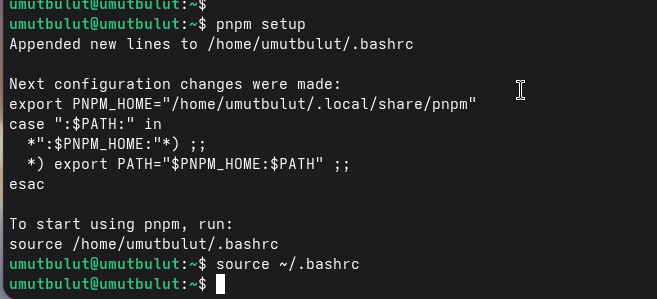 umutbulut@umutbulut:~$
umutbulut@umutbulut:~$ pnpm setup
Appended new lines to /home/umutbulut/.bashrc
Next configuration changes were made:
export PNPM_HOME="/home/umutbulut/.local/share/pnpm"
case ":$PATH:" in
  *":$PNPM_HOME:"*) ;;
  *) export PATH="$PNPM_HOME:$PATH" ;;
esac
To start using pnpm, run:
source /home/umutbulut/.bashrc
umutbulut@umutbulut:~$ source ~/.bashrc
umutbulut@umutbulut:~$